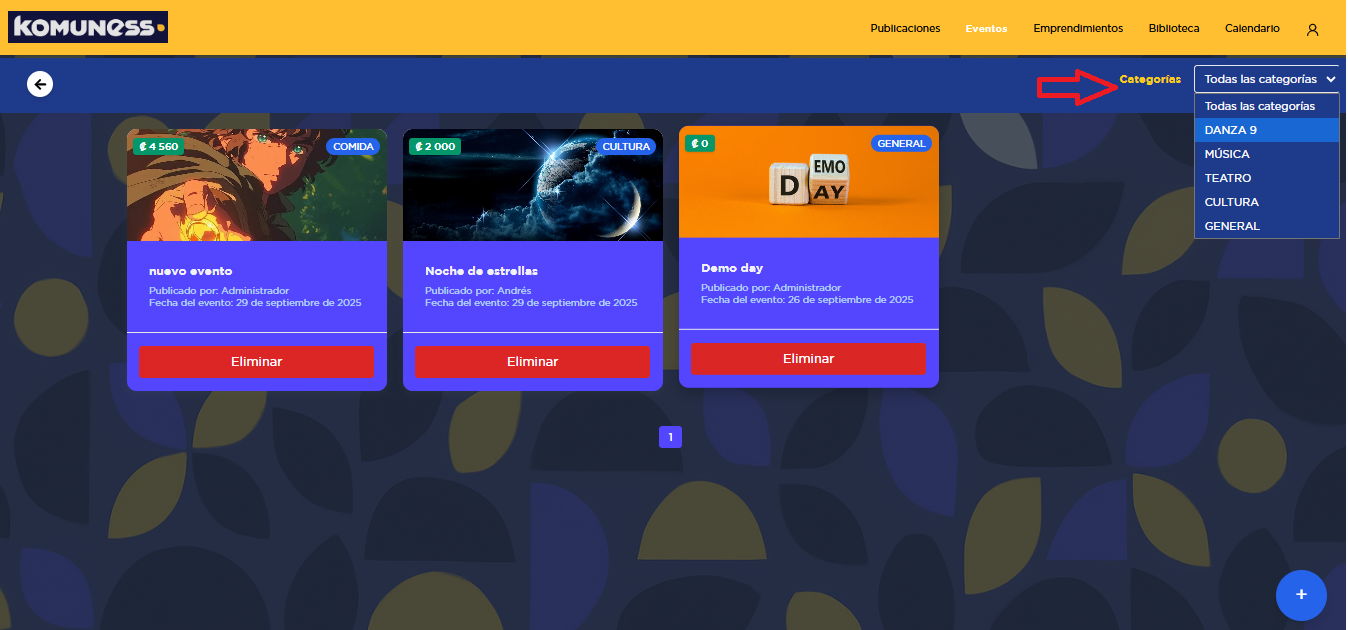 KOMUNESS.
Publicaciones Eventos Emprendimientos Biblioteca Calendario
Categorías Todas las categorías
Todas las categorías
DANZA 9
MÚSICA
TEATRO
CULTURA
GENERAL
₡ 4 560 COMIDA
nuevo evento
Publicado por: Administrador
Fecha del evento: 29 de septiembre de 2025
Eliminar
₡ 2 000 CULTURA
Noche de estrellas
Publicado por: Andrés
Fecha del evento: 29 de septiembre de 2025
Eliminar
₡ 0 GENERAL
D EMO
AY
Demo day
Publicado por: Administrador
Fecha del evento: 26 de septiembre de 2025
Eliminar
1
+